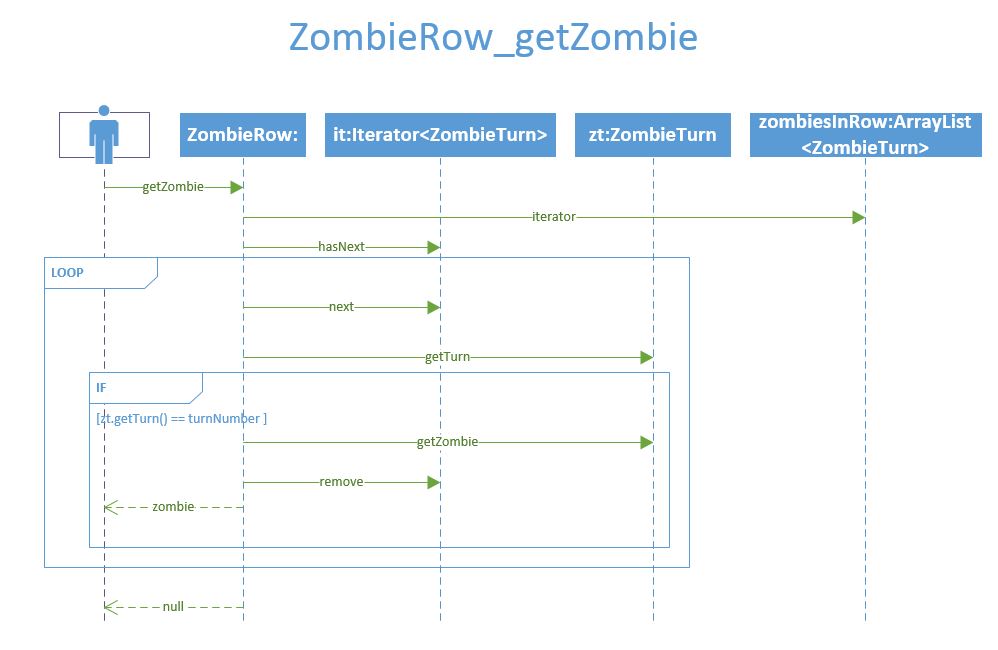 ZombieRow_getZombie
ZombieRow:
it:Iterator<ZombieTurn>
zt:ZombieTurn
zombiesInRow:ArrayList
<ZombieTurn>
getZombie
iterator
hasNext
LOOP
next
getTurn
IF
[zt.getTurn() == turnNumber ]
getZombie
remove
zombie
null